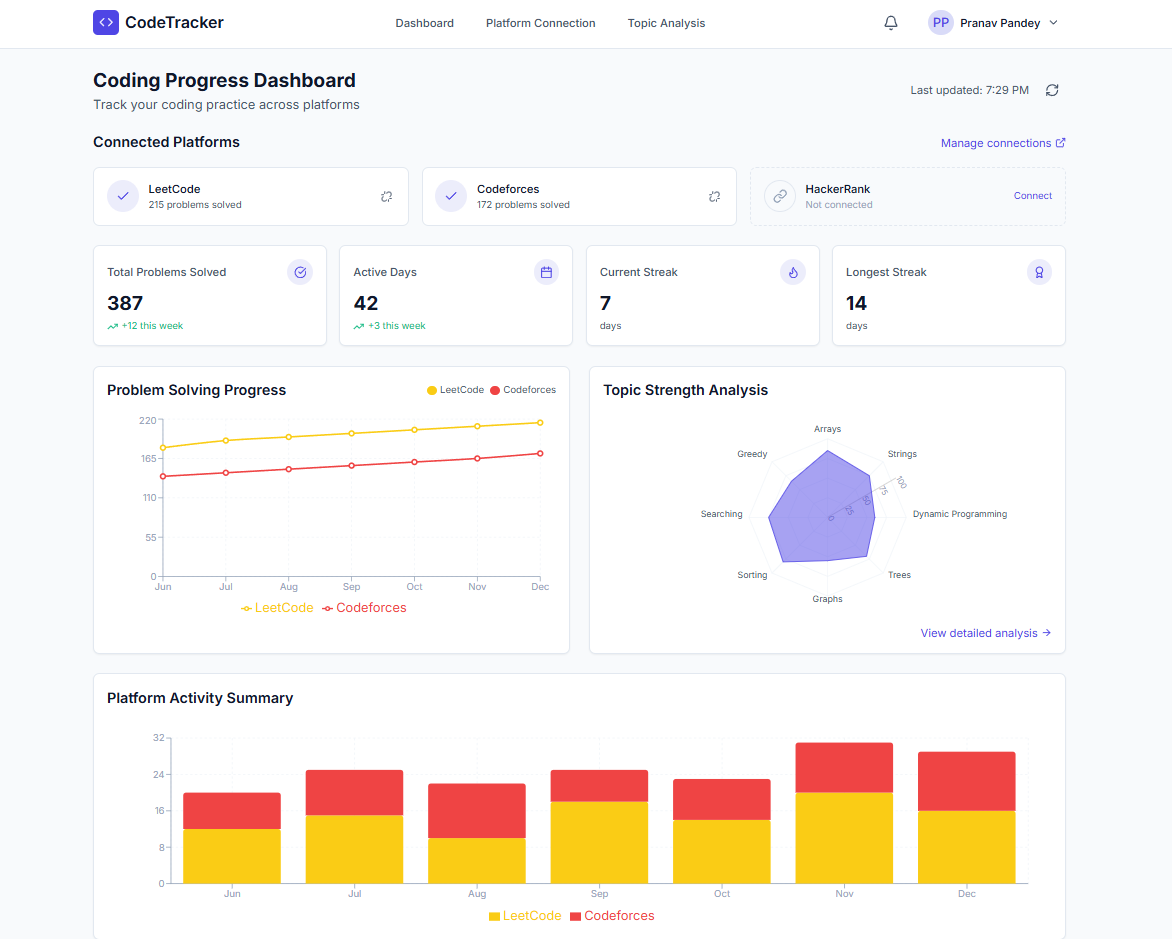 CodeTracker
Dashboard Platform Connection Topic Analysis
PP Pranav Pandey
Coding Progress Dashboard
Track your coding practice across platforms
Last updated: 7:29 PM
Connected Platforms
Manage connections
LeetCode
215 problems solved
Codeforces
172 problems solved
HackerRank
Not connected
Connect
Total Problems Solved
387
+12 this week
Active Days
42
+3 this week
Current Streak
7
days
Longest Streak
14
days
Problem Solving Progress
LeetCode Codeforces
220
165
110
55
0
Jun Jul Aug Sep Oct Nov Dec
LeetCode Codeforces
Topic Strength Analysis
Arrays
Strings
Dynamic Programming
Trees
Graphs
Sorting
Searching
Greedy
0 25 50 75 100
View detailed analysis
Platform Activity Summary
32
24
16
8
0
Jun Jul Aug Sep Oct Nov Dec
LeetCode Codeforces